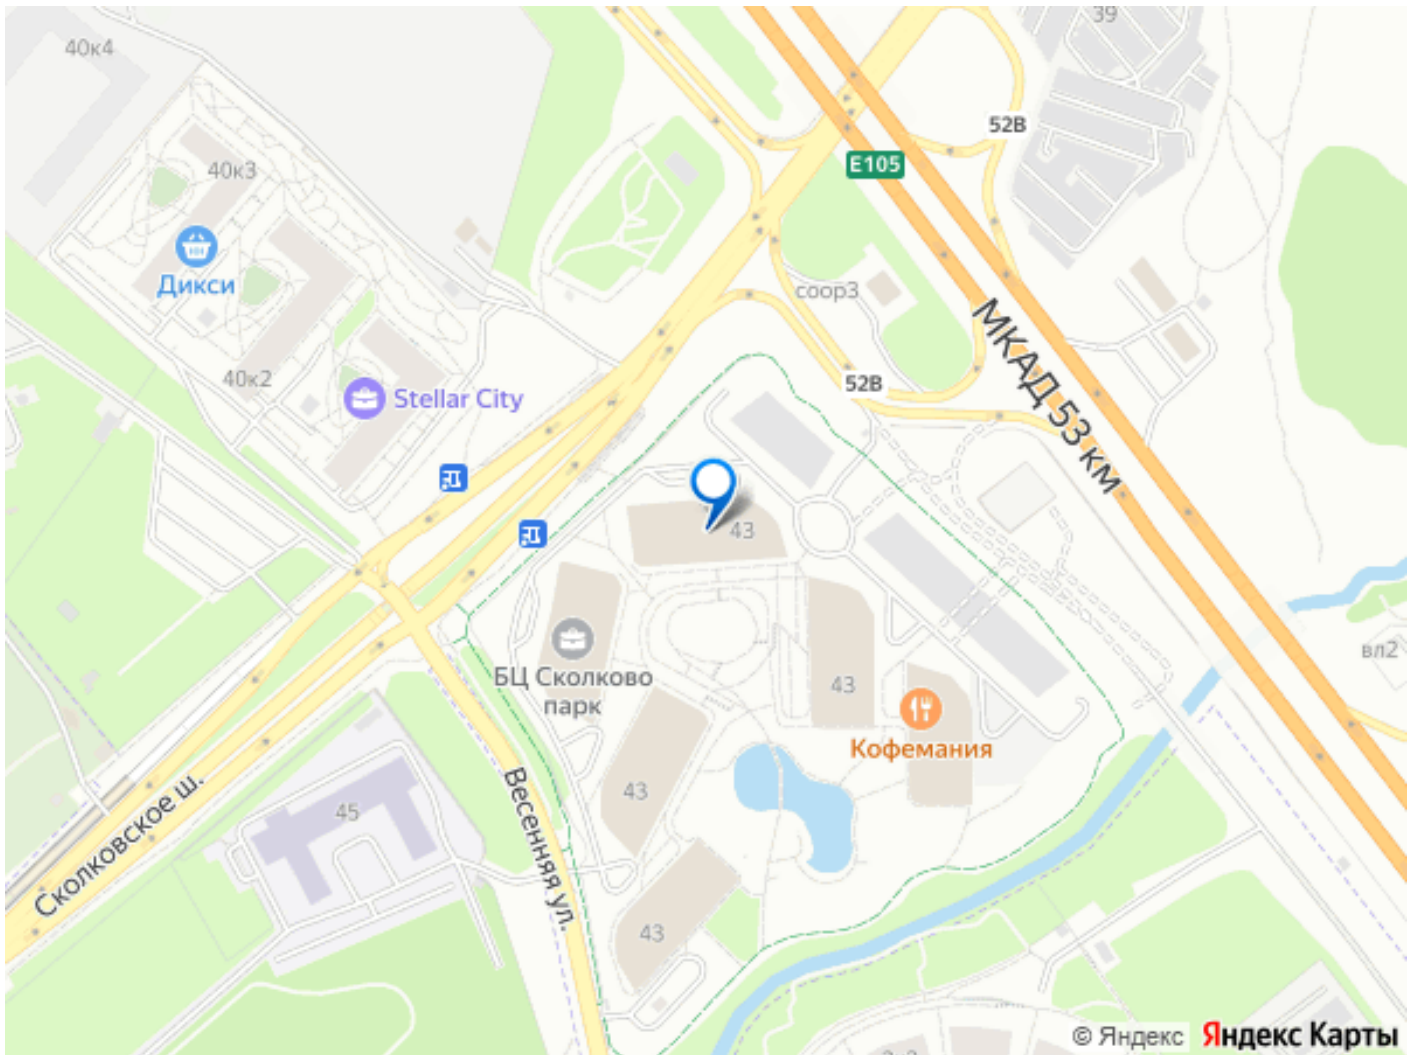 39
40к4
52В
E105
40к3
Дикси
соор3
МКАД 53 км
40к2
52В
Stellar City
43
вл2
БЦ Сколково
парк
43
Кофемания
Весенняя ул.
43
45
Сколковское ш.
43
© Яндекс
Яндекс Карты